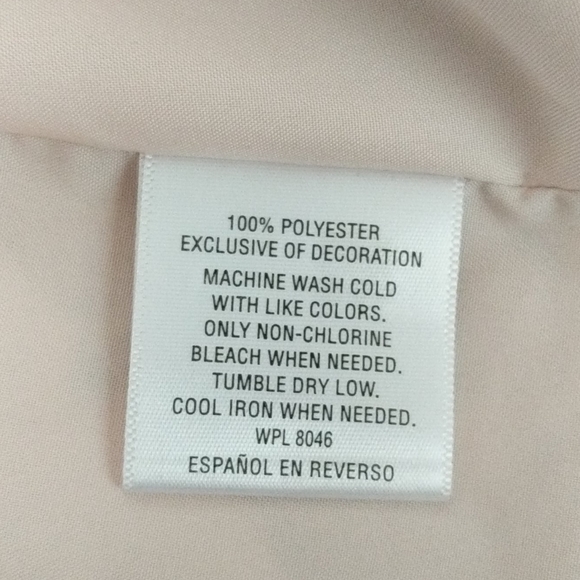 100% POLYESTER
EXCLUSIVE OF DECORATION
MACHINE WASH COLD
WITH LIKE COLORS.
ONLY NON-CHLORINE
BLEACH WHEN NEEDED.
TUMBLE DRY LOW.
COOL IRON WHEN NEEDED.
WPL 8046
ESPAÑOL EN REVERSO